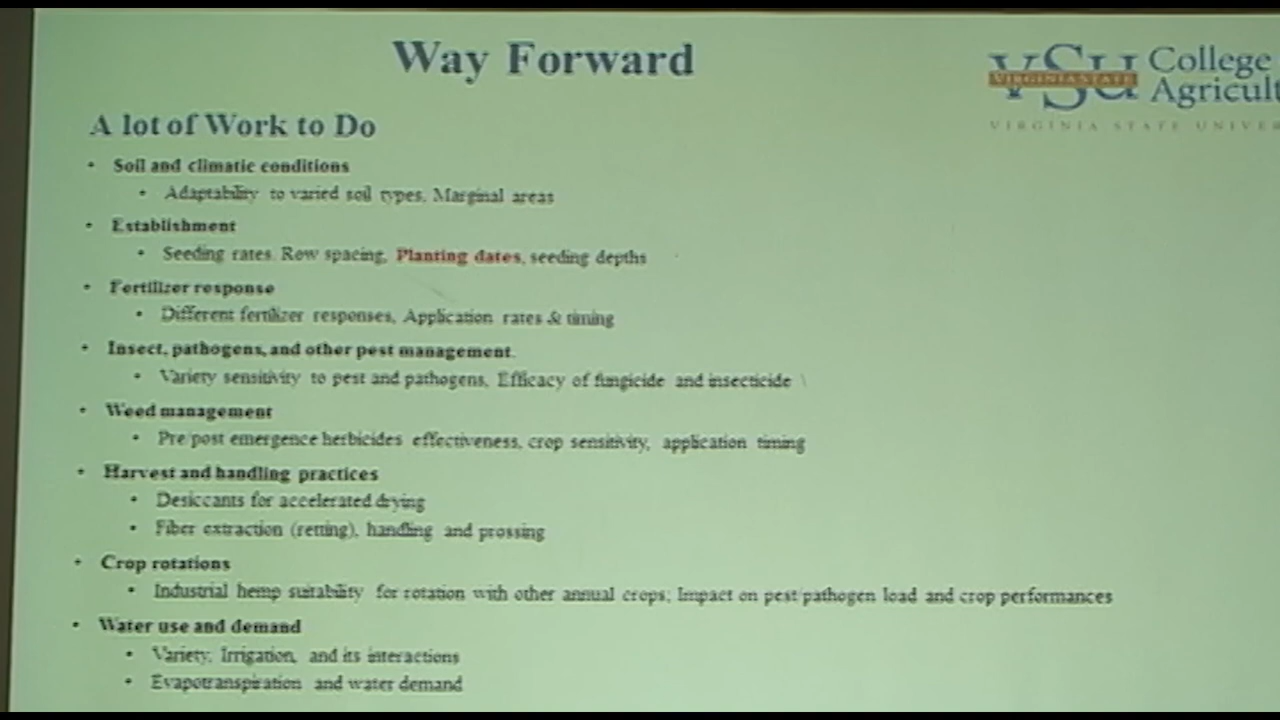 Way Forward
VSU
VIRGINIA STATE
College
Agricult
VIRGINIA STATE UNIVER
A lot of Work to Do
• Soil and climatic conditions
• Adaptability to varied soil types, Marginal areas
• Establishment
• Seeding rates. Row spacing, Planting dates, seeding depths
• Fertilizer response
• Different fertilizer responses, Application rates & timing
• Insect, pathogens, and other pest management.
• Variety sensitivity to pest and pathogens, Efficacy of fungicide and insecticide \
• Weed management
• Pre/post emergence herbicides effectiveness, crop sensitivity, application timing
• Harvest and handling practices
• Desiccants for accelerated drying
• Fiber extraction (retting), handling and prossing
• Crop rotations
• Industrial hemp suitability for rotation with other annual crops; Impact on pest/pathogen load and crop performances
• Water use and demand
• Variety, Irrigation, and its interactions
• Evapotranspiration and water demand